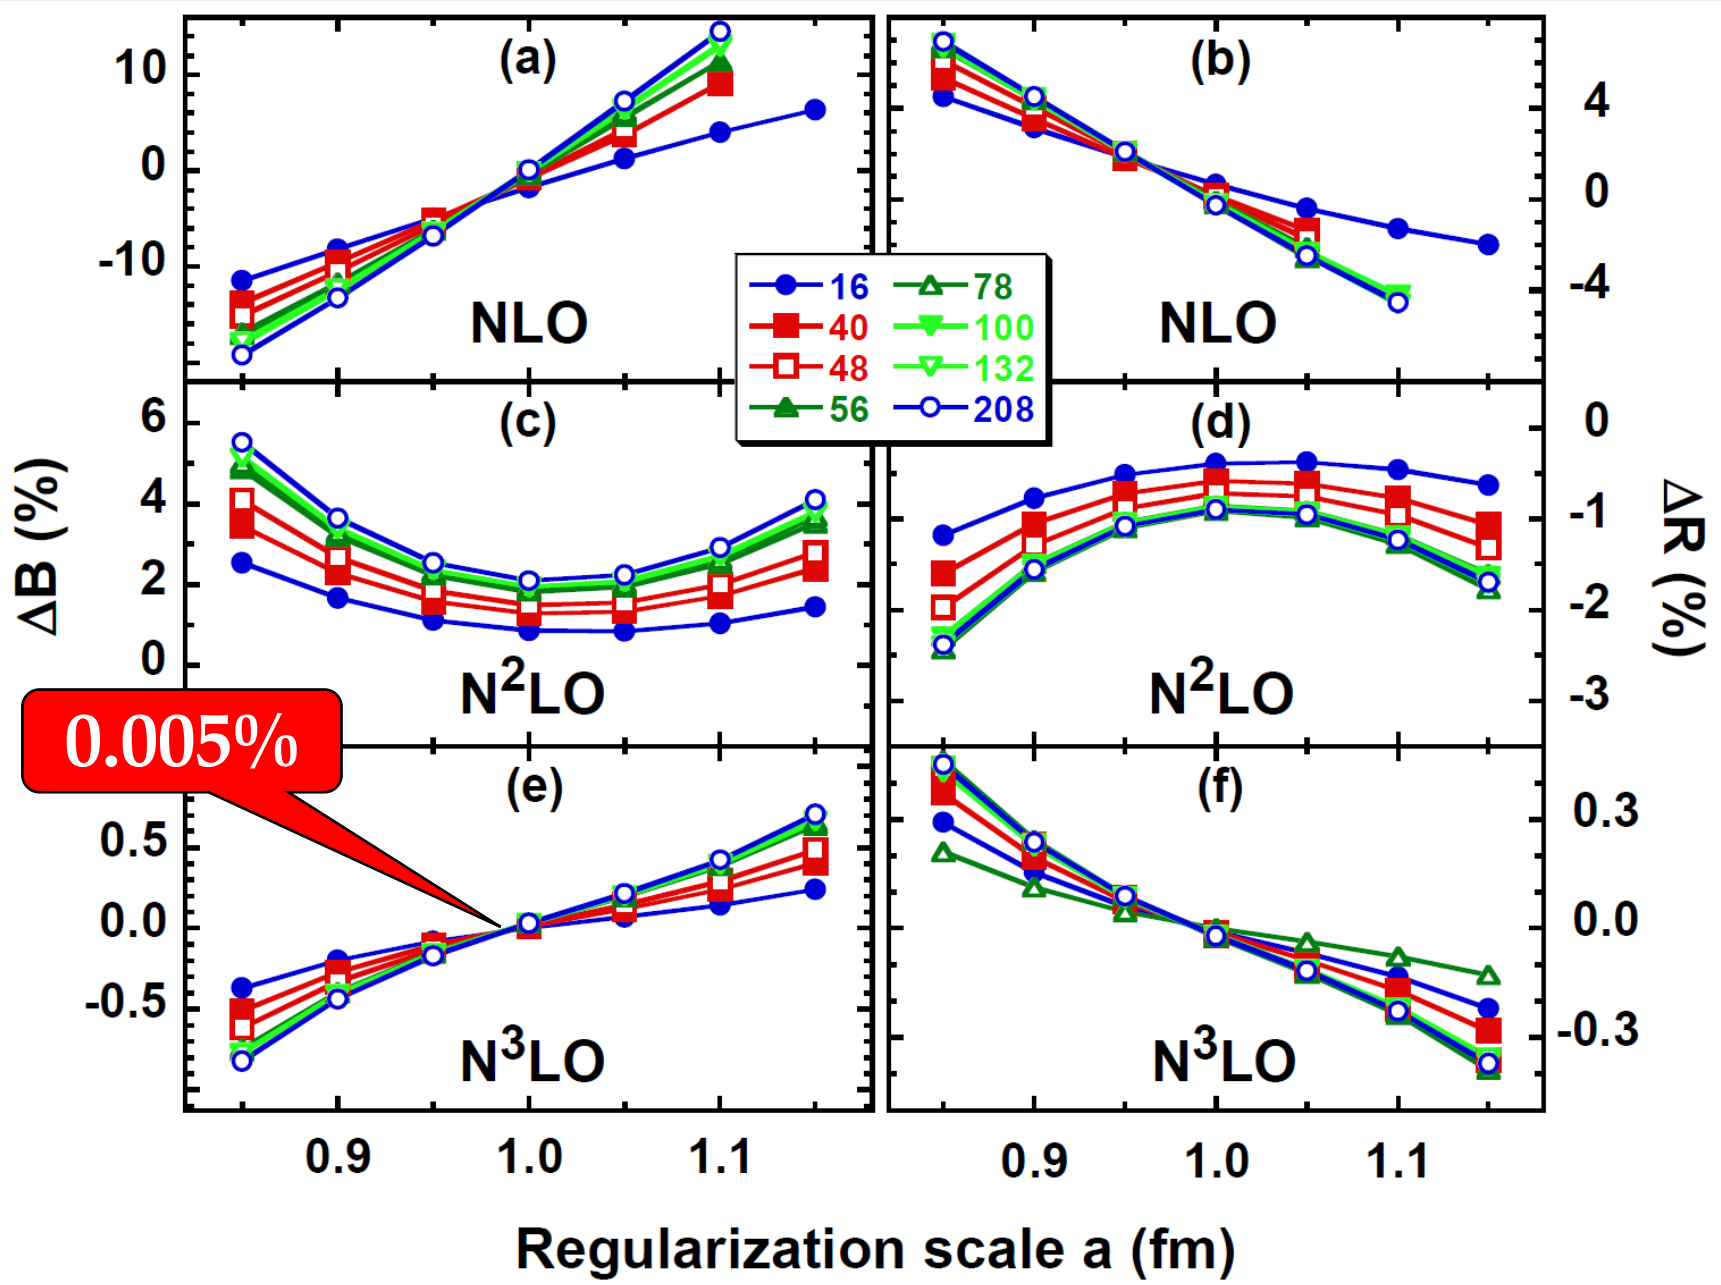 (a)
(b)
10
0
-10
4
0
-4
NLO
NLO
16
78
40
100
48
132
56
208
(c)
(d)
6
4
2
0
0
-1
-2
-3
N²LO
N²LO
ΔB (%)
ΔR (%)
0.005%
(e)
(f)
0.5
0.0
-0.5
0.3
0.0
-0.3
N³LO
N³LO
0.9
1.0
1.1
0.9
1.0
1.1
Regularization scale a (fm)